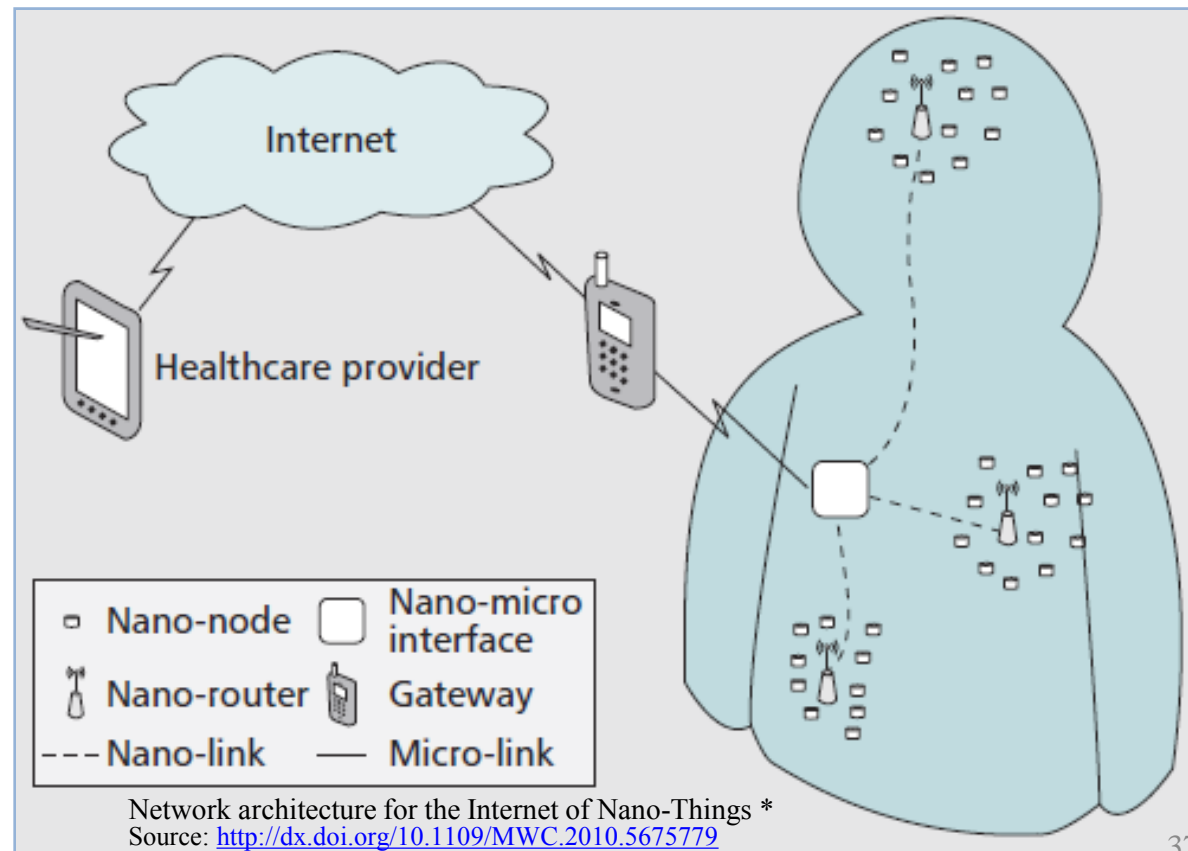 Internet
Healthcare provider
Nano-node
Nano-micro
interface
Nano-router
Gateway
Nano-link
Micro-link
Network architecture for the Internet of Nano-Things *
Source: http://dx.doi.org/10.1109/MWC.2010.5675779
37